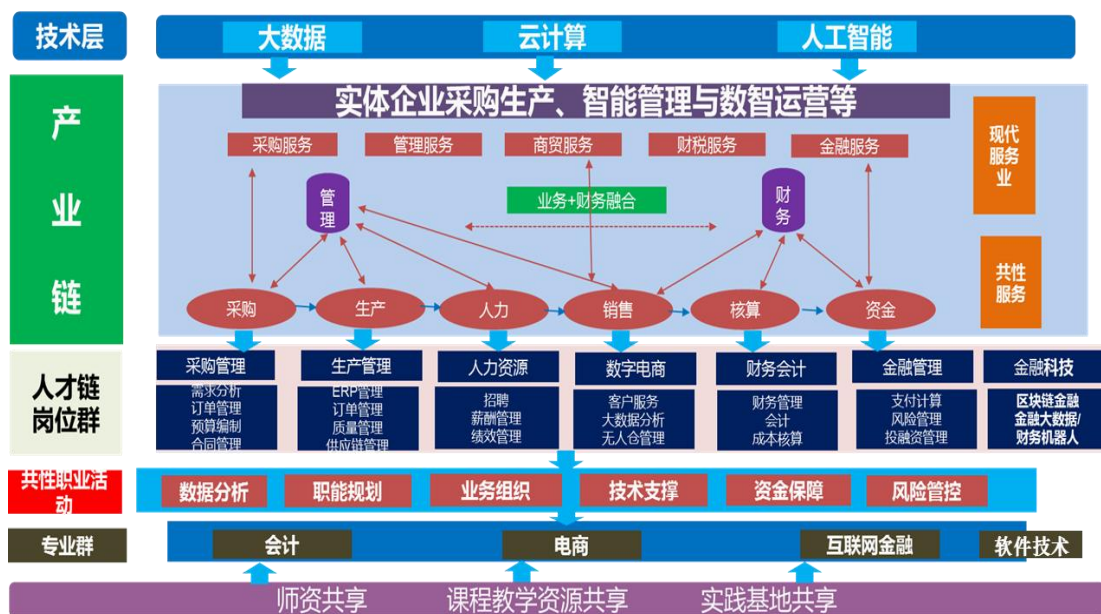 技术层
大数据
云计算
人工智能
产
业
链
实体企业采购生产、智能管理与数智运营等
采购服务
管理服务
商贸服务
财税服务
金融服务
现代
服务
业
管
理
业务+财务融合
财
务
共性
服务
采购
生产
人力
销售
核算
资金
人才链
岗位群
采购管理
需求分析
订单管理
预算编制
合同管理
生产管理
ERP管理
订单管理
质量管理
供应链管理
人力资源
招聘
薪酬管理
绩效管理
数字电商
客户服务
大数据分析
无人仓管理
财务会计
财务管理
会计
成本核算
金融管理
支付计算
风险管理
投融资管理
金融科技
区块链金融
金融大数据/
财务机器人
共性职业活
动
数据分析
职能规划
业务组织
技术支撑
资金保障
风险管控
专业群
会计
电商
互联网金融
软件技术
师资共享
课程教学资源共享
实践基地共享